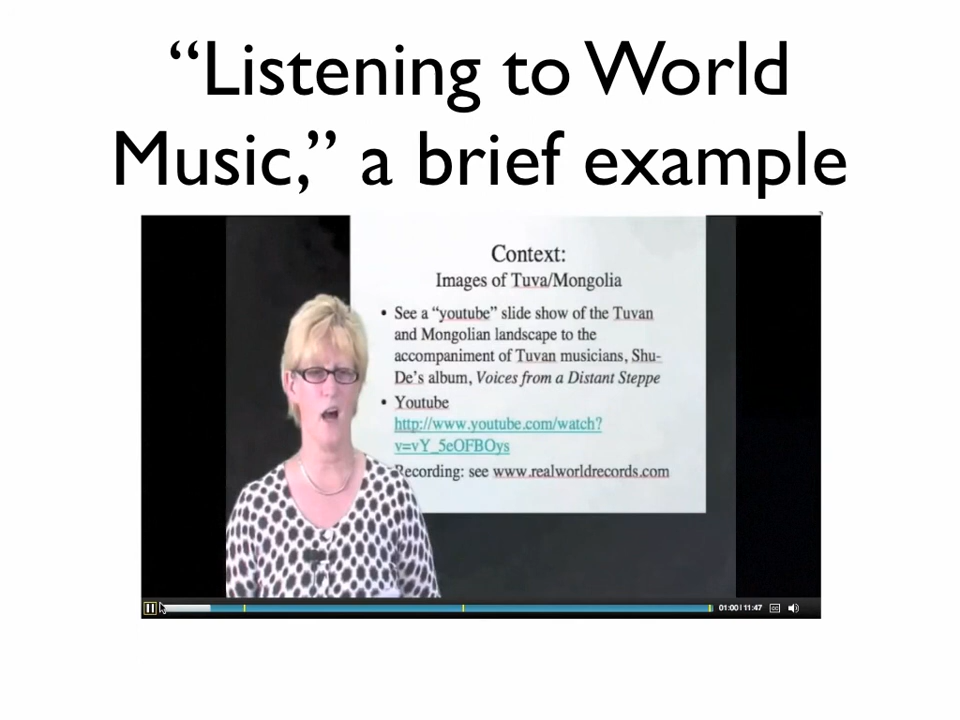 “Listening to World
Music,” a brief example
Context:
Images of Tuva/Mongolia
• See a “youtube” slide show of the Tuvan
and Mongolian landscape to the
accompaniment of Tuvan musicians, Shu-
De’s album, Voices from a Distant Steppe
• Youtube
http://www.youtube.com/watch?
v=vY_5eOFBOys
Recording: see www.realworldrecords.com
01:00 | 11:47
CC